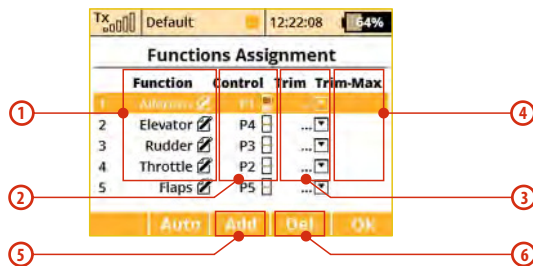 Tx Default 12:22:08 64%
Functions Assignment
Function Control Trim Trim-Max
1 Ailerons P1 ...
2 Elevator P4 ...
3 Rudder P3 ...
4 Throttle P2 ...
5 Flaps P5 ...
Auto Add Del Ok
1
2
3
4
5
6